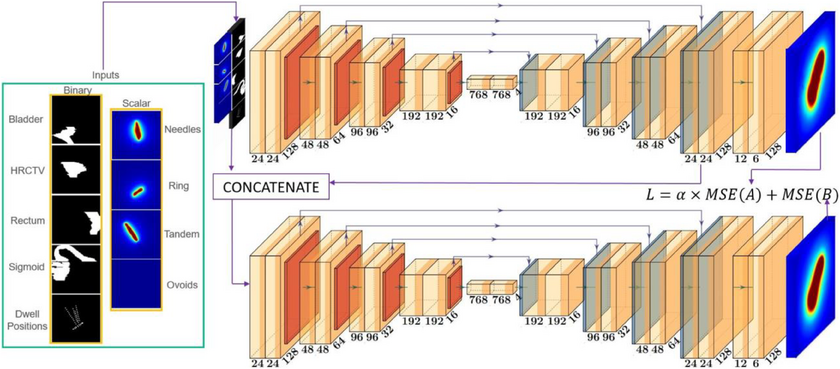 Inputs
Binary
Scalar
Bladder
HRCTV
Rectum
Sigmoid
Dwell
Positions
Needles
Ring
Tandem
Ovoids
24 24 128 48 48 64 96 96 32 192 192 16 768 768 4 192 192 16 96 96 32 48 48 64 24 24 128 12 6 128
CONCATENATE
L = α × MSE(A) + MSE(B)
24 24 128 48 48 64 96 96 32 192 192 16 768 768 4 192 192 16 96 96 32 48 48 64 24 24 128 12 6 128